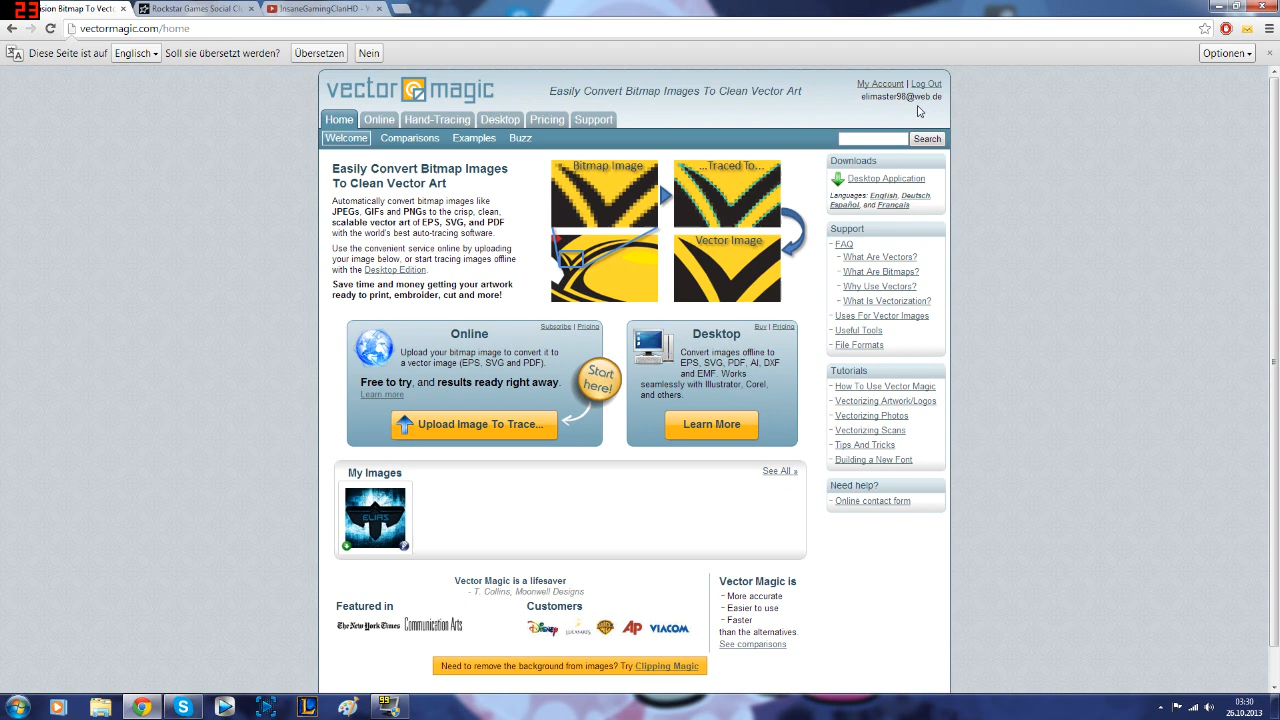 23
sion Bitmap To Vecto
Rockstar Games Social Cl
InsaneGamingClanHD - Y
vectormagic.com/home
Diese Seite ist auf Englisch Soll sie übersetzt werden? Übersetzen Nein Optionen
vector magic
Easily Convert Bitmap Images To Clean Vector Art
My Account | Log Out
elimaster98@web.de
Home Online Hand-Tracing Desktop Pricing Support
Welcome Comparisons Examples Buzz
Search
Easily Convert Bitmap Images
To Clean Vector Art
Automatically convert bitmap images like
JPEGs, GIFs and PNGs to the crisp, clean,
scalable vector art of EPS, SVG, and PDF
with the world's best auto-tracing software.
Use the convenient service online by uploading
your image below, or start tracing images offline
with the Desktop Edition.
Save time and money getting your artwork
ready to print, embroider, cut and more!
Bitmap Image
...Traced To...
Vector Image
Online
Subscribe | Pricing
Upload your bitmap image to convert it to
a vector image (EPS, SVG and PDF).
Free to try, and results ready right away.
Learn more
Start
here!
Upload Image To Trace...
Desktop
Buy | Pricing
Convert images offline to
EPS, SVG, PDF, AI, DXF
and EMF. Works
seamlessly with Illustrator, Corel,
and others.
Learn More
My Images
See All »
ELIAS
Vector Magic is a lifesaver
- T. Collins, Moonwell Designs
Featured in
The New York Times Communication Arts
Customers
Disney LUCASARTS WB AP VIACOM
Vector Magic is
- More accurate
- Easier to use
- Faster
than the alternatives.
See comparisons
Need to remove the background from images? Try Clipping Magic
Downloads
Desktop Application
Languages: English, Deutsch,
Español, and Français
Support
FAQ
What Are Vectors?
What Are Bitmaps?
Why Use Vectors?
What Is Vectorization?
Uses For Vector Images
Useful Tools
File Formats
Tutorials
How To Use Vector Magic
Vectorizing Artwork/Logos
Vectorizing Photos
Vectorizing Scans
Tips And Tricks
Building a New Font
Need help?
Online contact form
99
03:30
26.10.2013